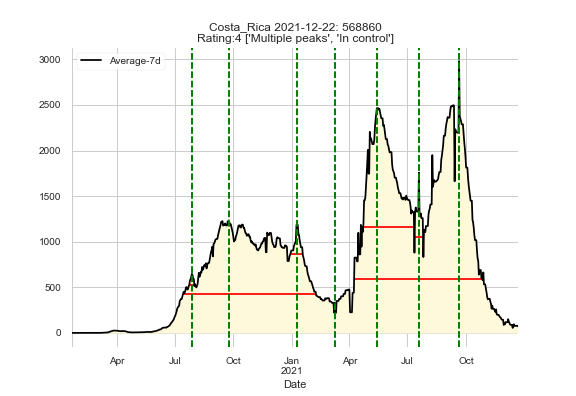 Costa_Rica 2021-12-22: 568860
Rating:4 ['Multiple peaks', 'In control']
Average-7d
3000
2500
2000
1500
1000
500
0
Apr Jul Oct Jan Apr Jul Oct
2021
Date